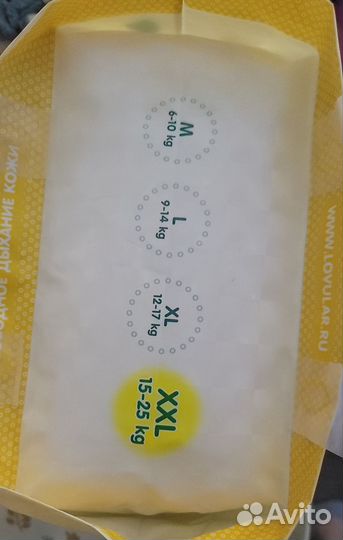 M
6-10 kg
L
9-14 kg
XL
12-17 kg
XXL
15-25 kg
WWW.LOVULAR.RU
ДЫХАНИЕ КОЖИ
Avito